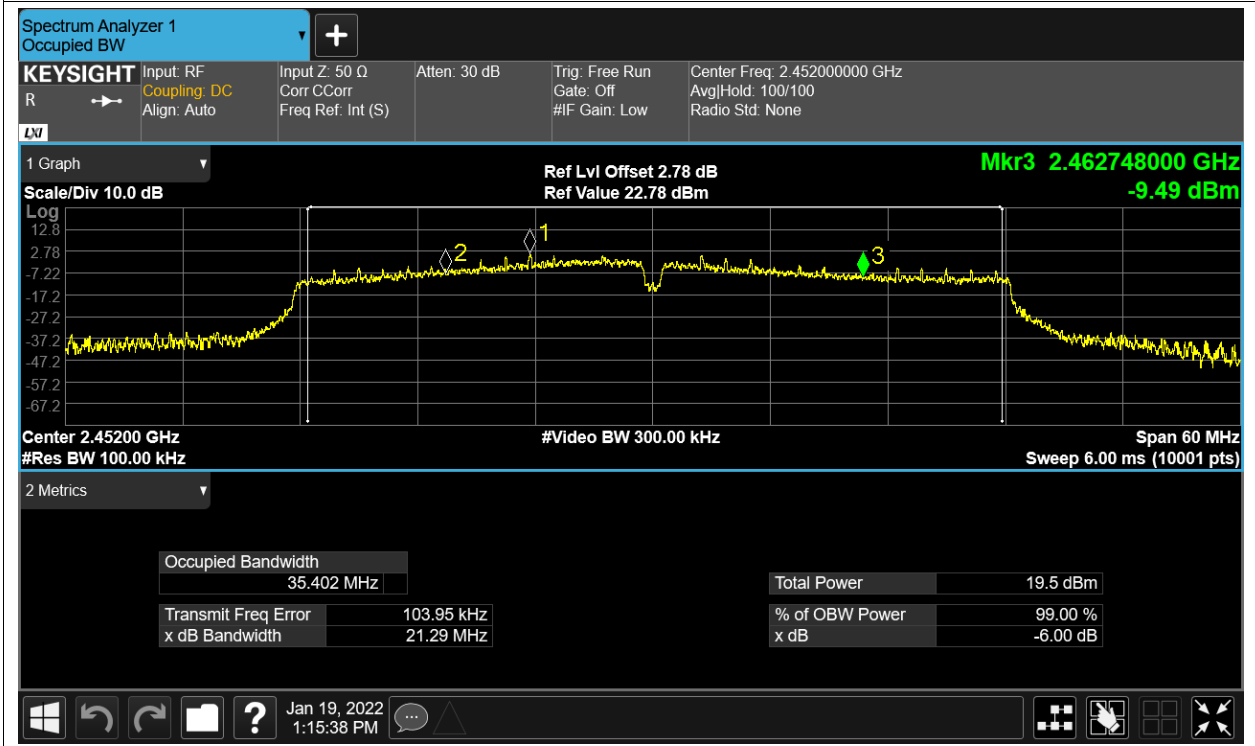 Spectrum Analyzer 1
Occupied BW
KEYSIGHT
R
LXI
Input: RF
Coupling: DC
Align: Auto
Input Z: 50 Ω
Corr CCorr
Freq Ref: Int (S)
Atten: 30 dB
Trig: Free Run
Gate: Off
#IF Gain: Low
Center Freq: 2.452000000 GHz
Avg|Hold: 100/100
Radio Std: None
1 Graph
Scale/Div 10.0 dB
Ref Lvl Offset 2.78 dB
Ref Value 22.78 dBm
Mkr3 2.462748000 GHz
-9.49 dBm
Log
12.8
2.78
-7.22
-17.2
-27.2
-37.2
-47.2
-57.2
-67.2
2
1
3
Center 2.45200 GHz
#Res BW 100.00 kHz
#Video BW 300.00 kHz
Span 60 MHz
Sweep 6.00 ms (10001 pts)
2 Metrics
Occupied Bandwidth
35.402 MHz
Transmit Freq Error 103.95 kHz
x dB Bandwidth 21.29 MHz
Total Power 19.5 dBm
% of OBW Power 99.00 %
x dB -6.00 dB
?
Jan 19, 2022
1:15:38 PM